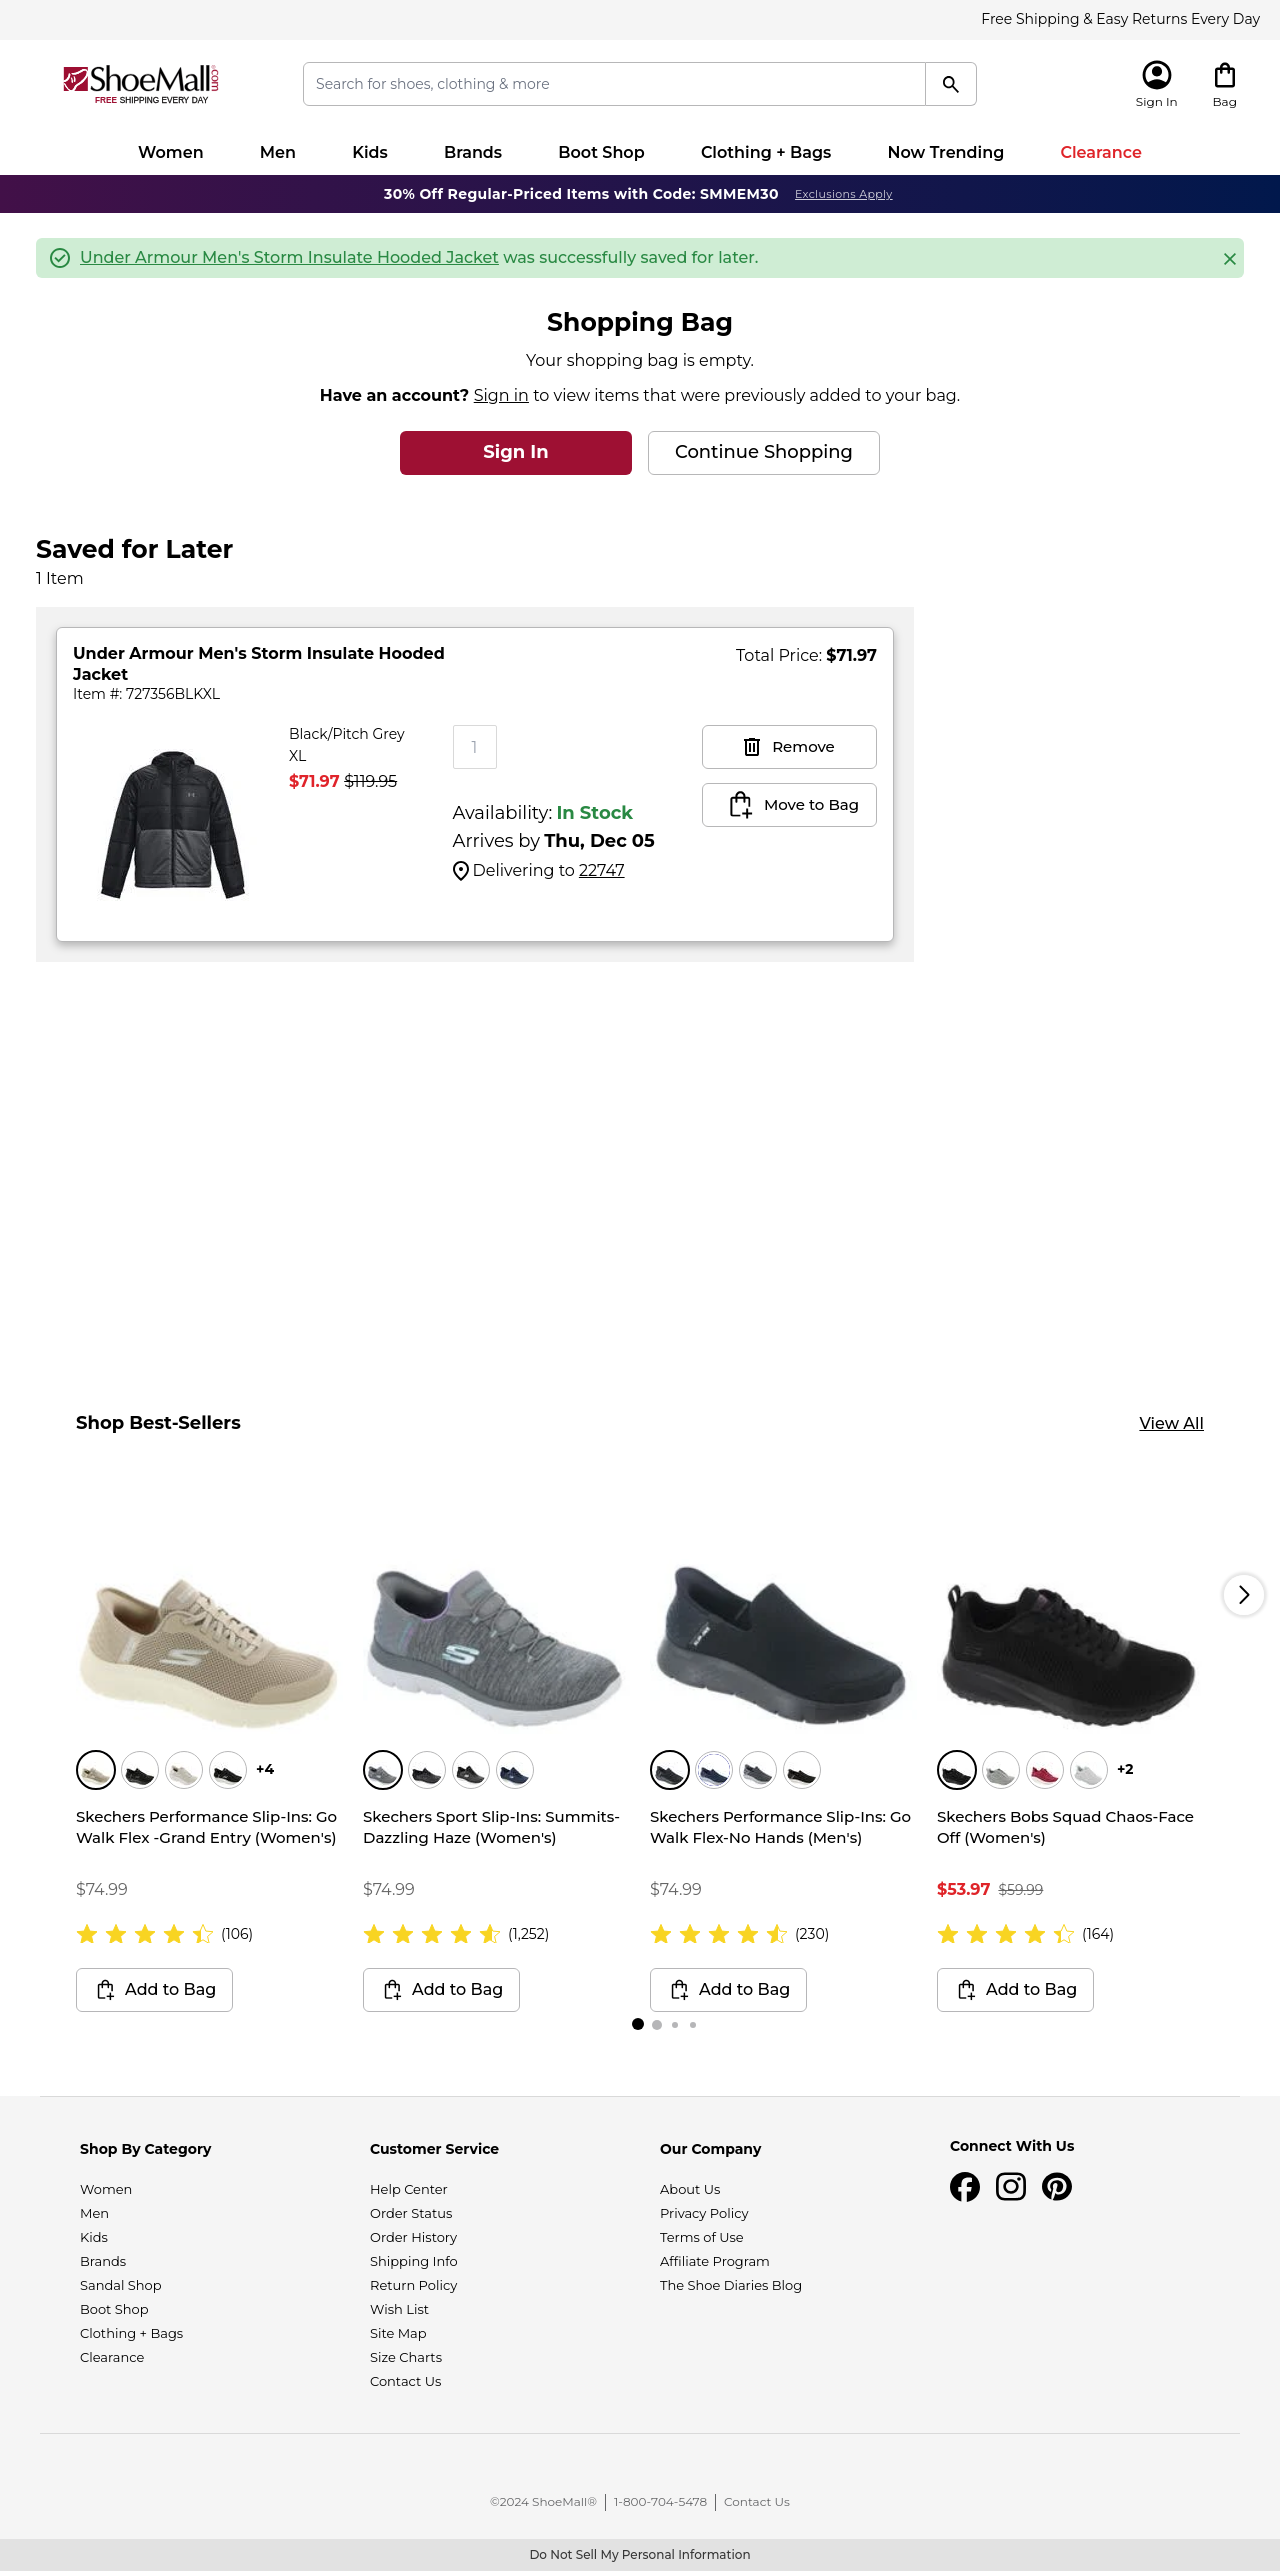 Free Shipping & Easy Returns Every Day
ShoeMall.com
FREE SHIPPING EVERY DAY
Search for shoes, clothing & more
Sign In
Bag
Women Men Kids Brands Boot Shop Clothing + Bags Now Trending Clearance
30% Off Regular-Priced Items with Code: SMMEM30 Exclusions Apply
Under Armour Men's Storm Insulate Hooded Jacket was successfully saved for later.
Shopping Bag
Your shopping bag is empty.
Have an account? Sign in to view items that were previously added to your bag.
Sign In
Continue Shopping
Saved for Later
1 Item
Under Armour Men's Storm Insulate Hooded
Jacket
Item #: 727356BLKXL
Total Price: $71.97
Black/Pitch Grey
XL
$71.97 $119.95
1
Availability: In Stock
Arrives by Thu, Dec 05
Delivering to 22747
Remove
Move to Bag
Shop Best-Sellers
View All
+4
Skechers Performance Slip-Ins: Go
Walk Flex -Grand Entry (Women's)
$74.99
(106)
Add to Bag
Skechers Sport Slip-Ins: Summits-
Dazzling Haze (Women's)
$74.99
(1,252)
Add to Bag
Skechers Performance Slip-Ins: Go
Walk Flex-No Hands (Men's)
$74.99
(230)
Add to Bag
+2
Skechers Bobs Squad Chaos-Face
Off (Women's)
$53.97 $59.99
(164)
Add to Bag
Shop By Category
Women
Men
Kids
Brands
Sandal Shop
Boot Shop
Clothing + Bags
Clearance
Customer Service
Help Center
Order Status
Order History
Shipping Info
Return Policy
Wish List
Site Map
Size Charts
Contact Us
Our Company
About Us
Privacy Policy
Terms of Use
Affiliate Program
The Shoe Diaries Blog
Connect With Us
©2024 ShoeMall® 1-800-704-5478 Contact Us
Do Not Sell My Personal Information